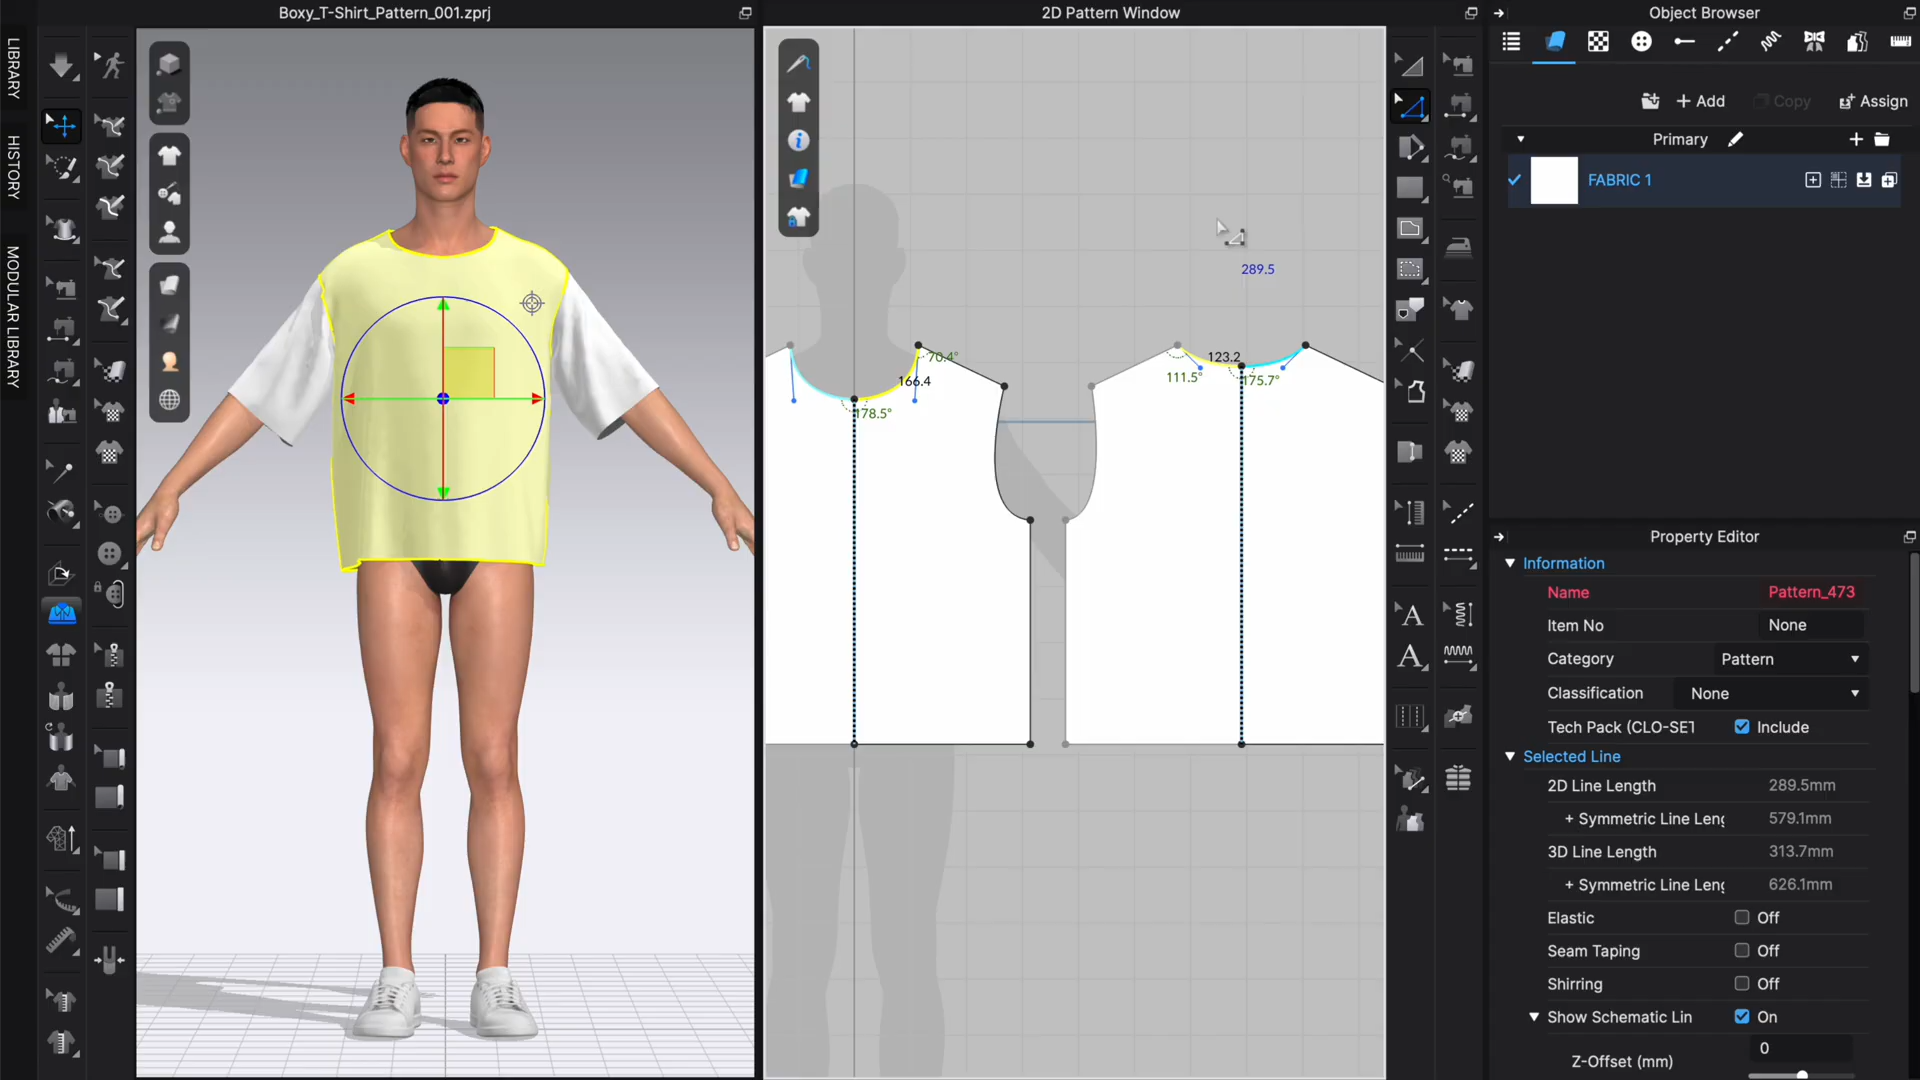 Boxy_T-Shirt_Pattern_001.zprj
2D Pattern Window
Object Browser
LIBRARY
HISTORY
MODULAR LIBRARY
Add
Copy
Assign
Primary
FABRIC 1
289.5
70.4°
166.4
178.5°
123.2
111.5°
175.7°
A
A
Property Editor
Information
Name Pattern_473
Item No None
Category Pattern
Classification None
Tech Pack (CLO-SET Include
Selected Line
2D Line Length 289.5mm
+ Symmetric Line Leng 579.1mm
3D Line Length 313.7mm
+ Symmetric Line Leng 626.1mm
Elastic Off
Seam Taping Off
Shirring Off
Show Schematic Lin On
Z-Offset (mm) 0